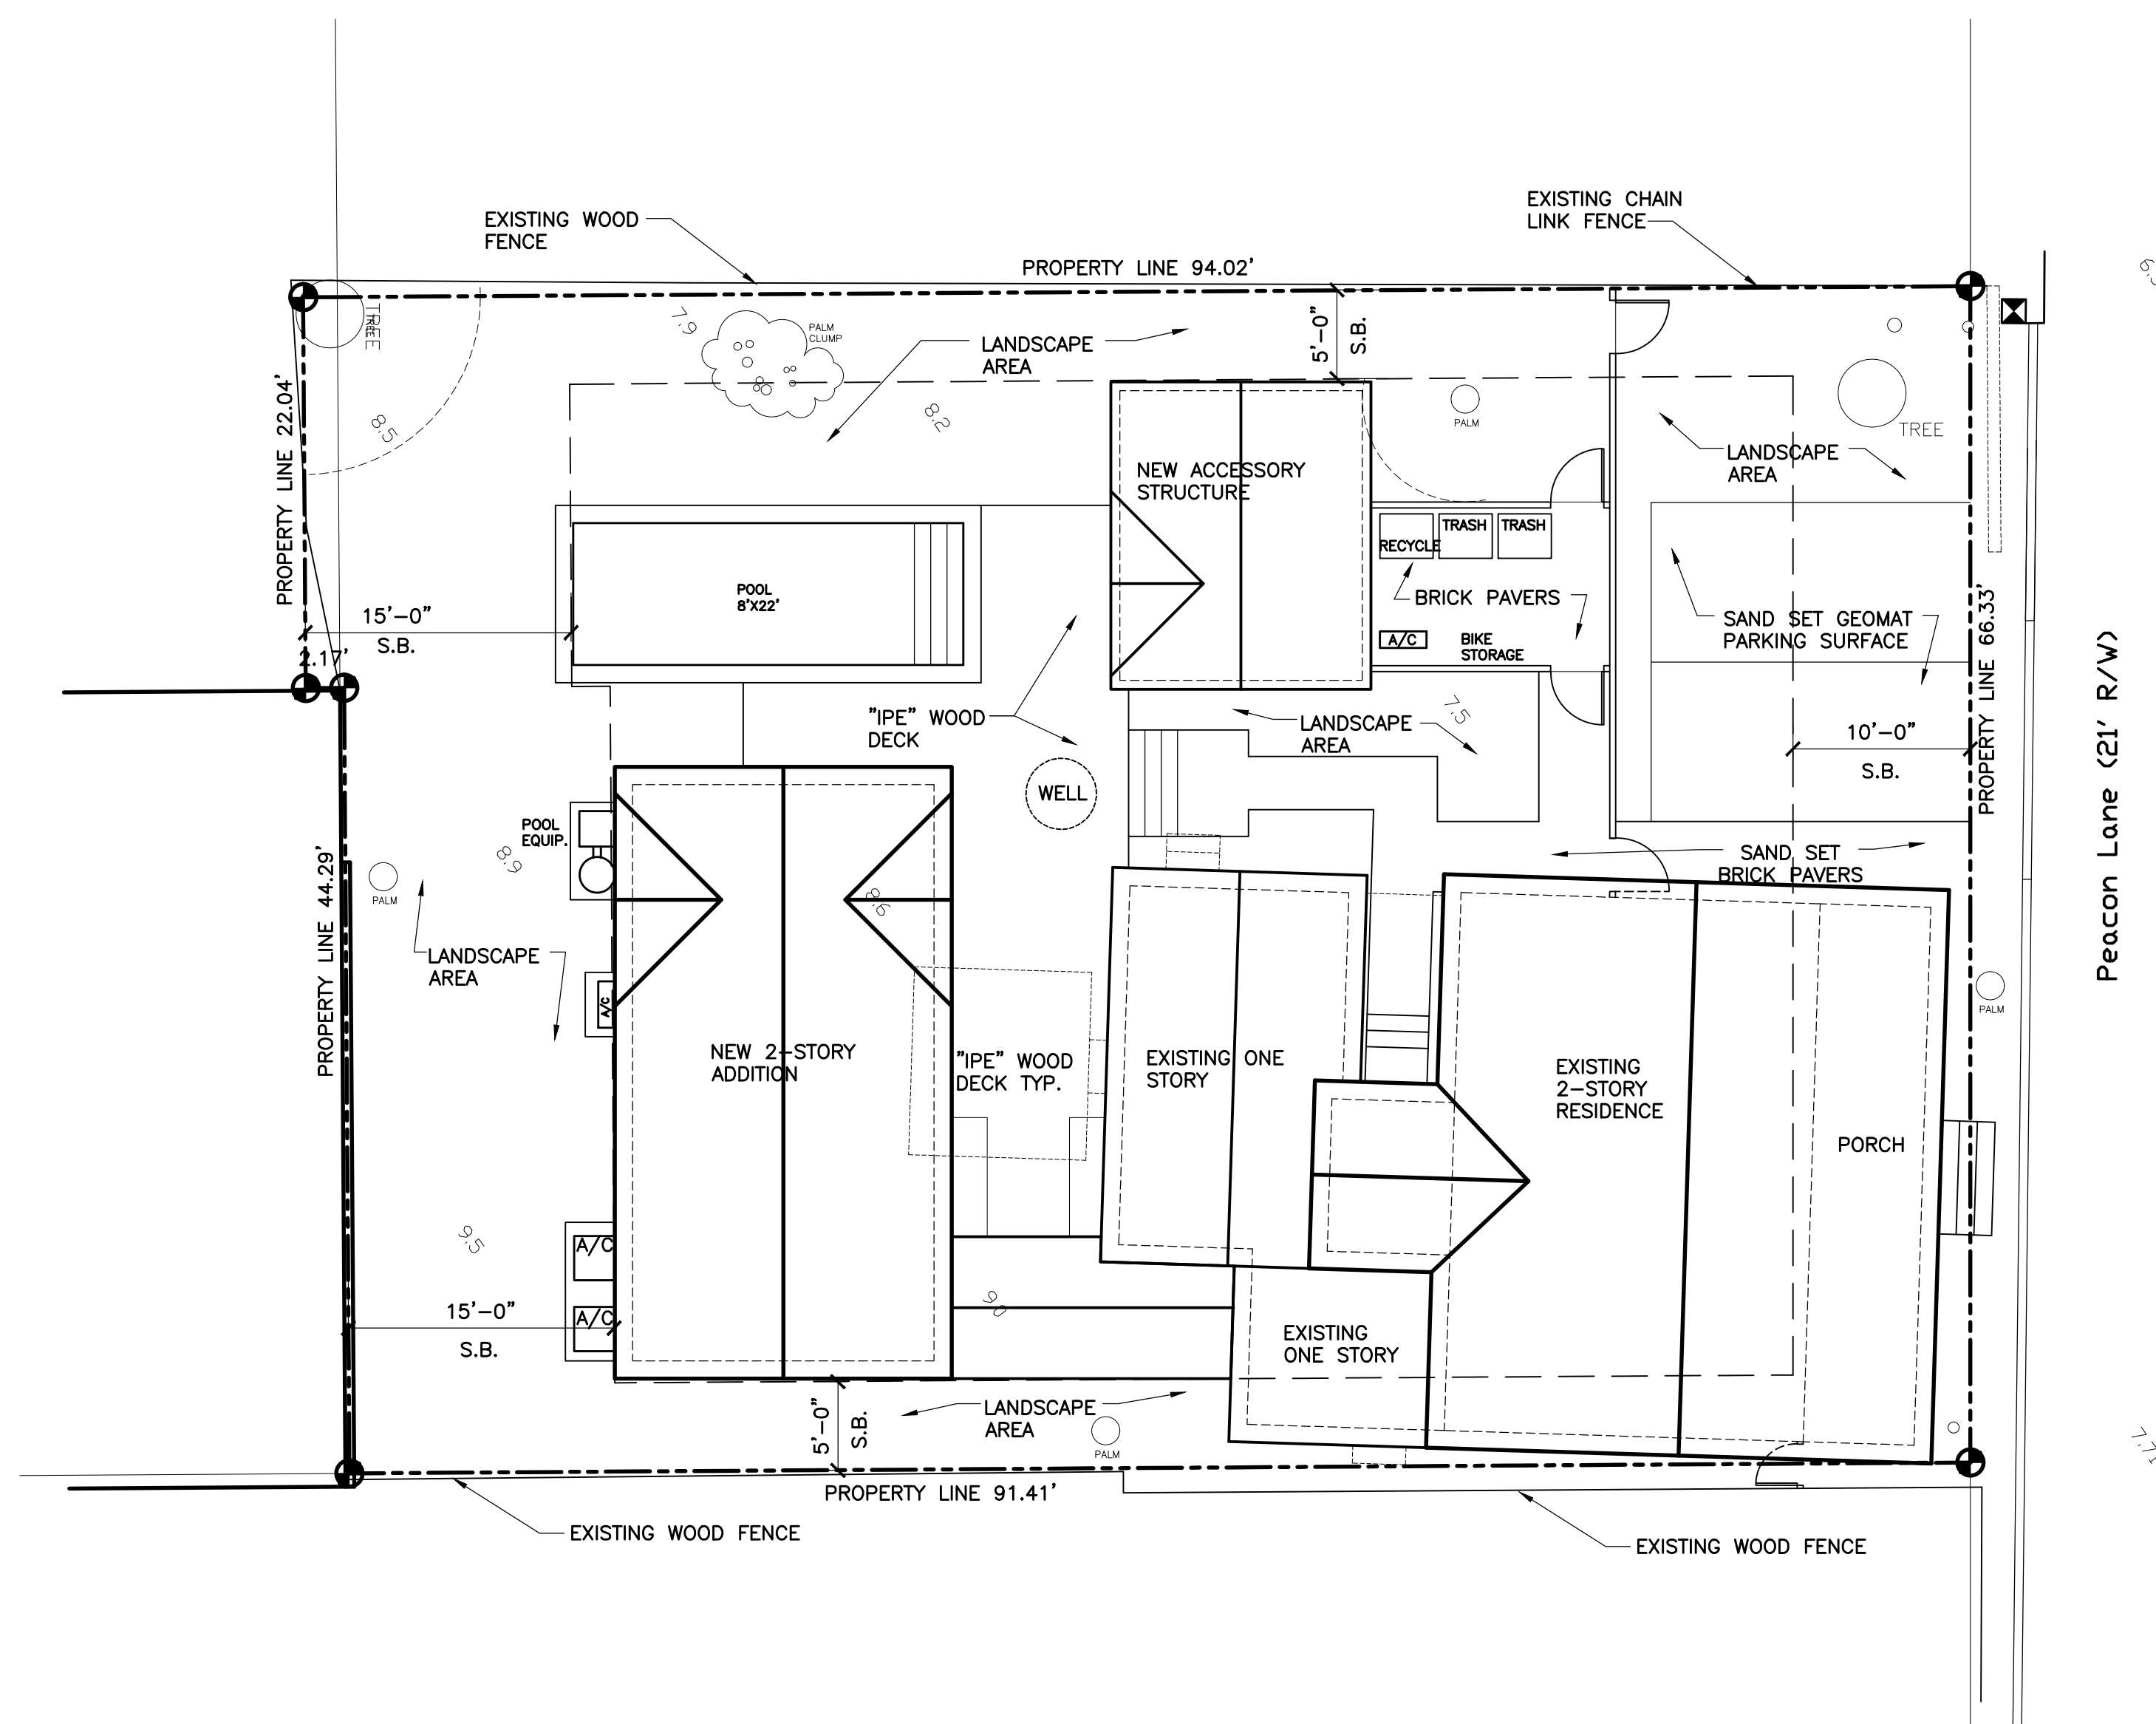 EXISTING CHAIN
LINK FENCE
EXISTING WOOD
FENCE
PROPERTY LINE 94.02'
TREE
TREE
7.9
PALM
CLUMP
LANDSCAPE
AREA
5'-0"
S.B.
8.5
8.2
PALM
TREE
LANDSCAPE
AREA
PROPERTY LINE 22.04'
NEW ACCESSORY
STRUCTURE
RECYCLE
TRASH
TRASH
POOL
8'X22'
BRICK PAVERS
15'-0"
S.B.
SAND SET GEOMAT
PARKING SURFACE
A/C
BIKE
STORAGE
2.17'
PROPERTY LINE 66.33'
Peacon Lane (21' R/W)
"IPE" WOOD
DECK
LANDSCAPE
AREA
7.5
10'-0"
S.B.
WELL
POOL
EQUIP.
8.9
SAND SET
BRICK PAVERS
PALM
8.6
PROPERTY LINE 44.29'
LANDSCAPE
AREA
A/C
PALM
NEW 2-STORY
ADDITION
"IPE" WOOD
DECK TYP.
EXISTING ONE
STORY
EXISTING
2-STORY
RESIDENCE
PORCH
9.5
A/C
A/C
9.0
15'-0"
S.B.
EXISTING
ONE STORY
5'-0"
S.B.
LANDSCAPE
AREA
PALM
7.71
PROPERTY LINE 91.41'
EXISTING WOOD FENCE
EXISTING WOOD FENCE